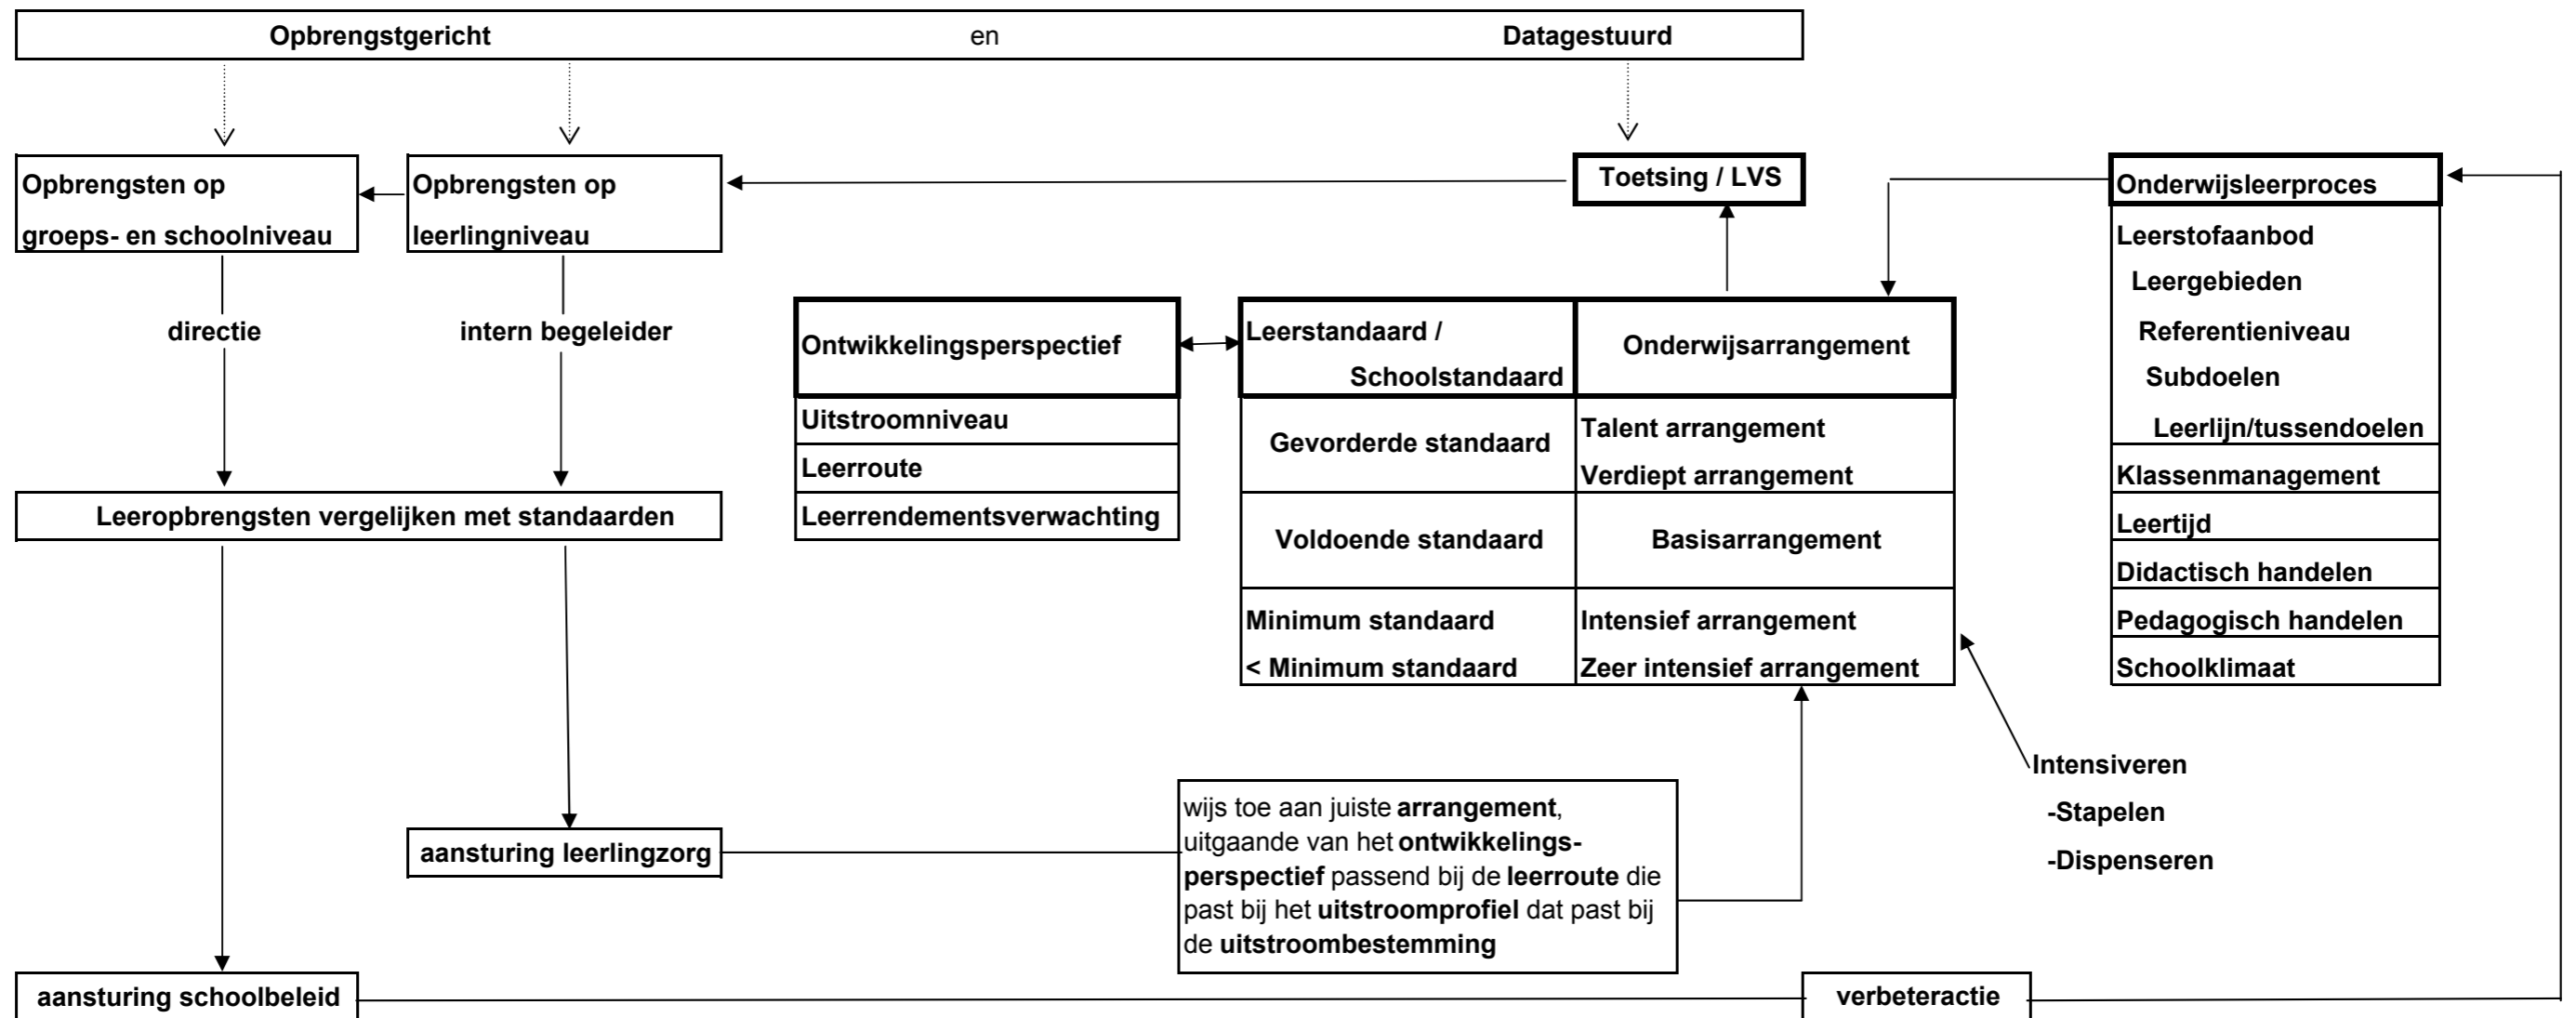 Opbrengstgericht en Datagestuurd
Opbrengsten op
groeps- en schoolniveau
Opbrengsten op
leerlingniveau
Toetsing / LVS
Onderwijsleerproces
Leerstofaanbod
Leergebieden
Referentieniveau
Subdoelen
Leerlijn/tussendoelen
Klassenmanagement
Leertijd
Didactisch handelen
Pedagogisch handelen
Schoolklimaat
directie
intern begeleider
Ontwikkelingsperspectief
Uitstroomniveau
Leerroute
Leerrendementsverwachting
Leerstandaard /
Schoolstandaard
Onderwijsarrangement
Gevorderde standaard
Talent arrangement
Verdiept arrangement
Voldoende standaard
Basisarrangement
Minimum standaard
< Minimum standaard
Intensief arrangement
Zeer intensief arrangement
Leeropbrengsten vergelijken met standaarden
Intensiveren
-Stapelen
-Dispenseren
aansturing leerlingzorg
wijs toe aan juiste arrangement,
uitgaande van het ontwikkelings-
perspectief passend bij de leerroute die
past bij het uitstroomprofiel dat past bij
de uitstroombestemming
aansturing schoolbeleid
verbeteractie